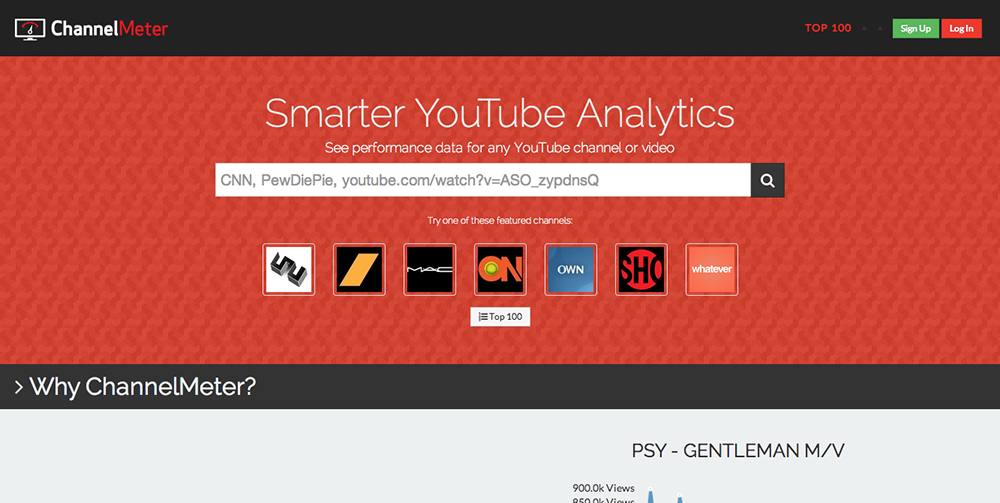 ChannelMeter
TOP 100
Sign Up
Log In
Smarter YouTube Analytics
See performance data for any YouTube channel or video
CNN, PewDiePie, youtube.com/watch?v=ASO_zypdnsQ
Try one of these featured channels:
MAC
ON
OWN
SHO
whatever
Top 100
Why ChannelMeter?
PSY - GENTLEMAN M/V
900.0k Views
850.0k Views